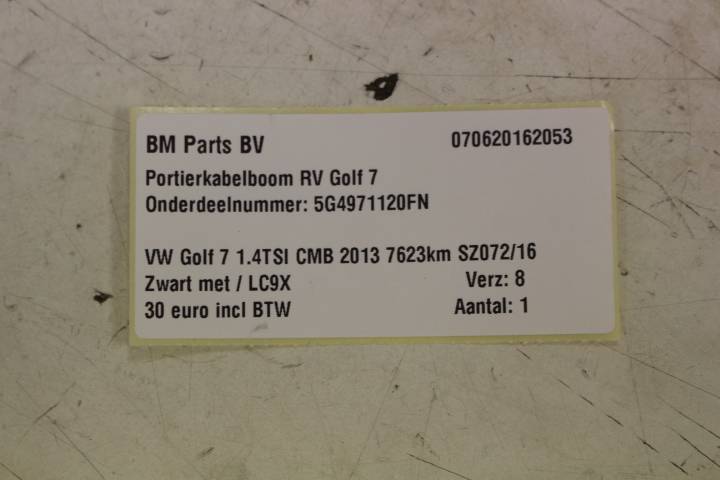 BM Parts BV 070620162053
Portierkabelboom RV Golf 7
Onderdeelnummer: 5G4971120FN
VW Golf 7 1.4TSI CMB 2013 7623km SZ072/16
Zwart met / LC9X Verz: 8
30 euro incl BTW Aantal: 1